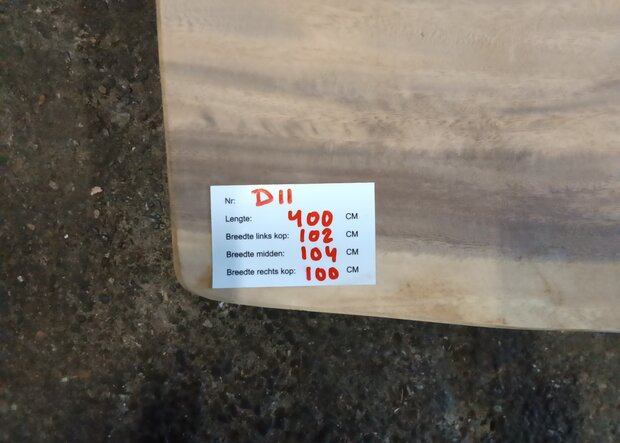 Nr: D11
Lengte: 400 CM
Breedte links kop: 102 CM
Breedte midden: 104 CM
Breedte rechts kop: 100 CM